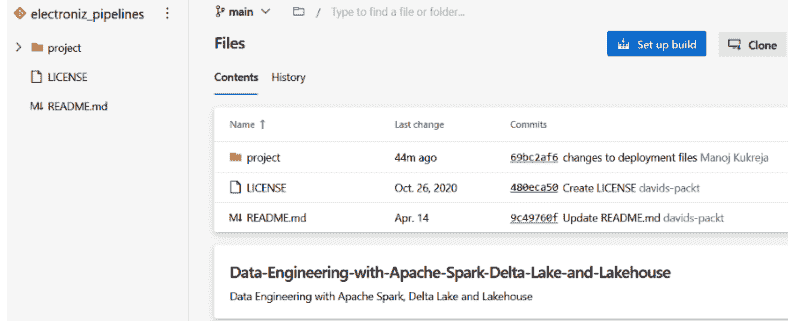 electroniz_pipelines
project
LICENSE
M↓ README.md
main / Type to find a file or folder...
Files
Set up build
Clone
Contents History
Name ↑ Last change Commits
project 44m ago 69bc2af6 changes to deployment files Manoj Kukreja
LICENSE Oct. 26, 2020 480eca50 Create LICENSE davids-packt
M↓ README.md Apr. 14 9c49760f Update README.md davids-packt
Data-Engineering-with-Apache-Spark-Delta-Lake-and-Lakehouse
Data Engineering with Apache Spark, Delta Lake and Lakehouse